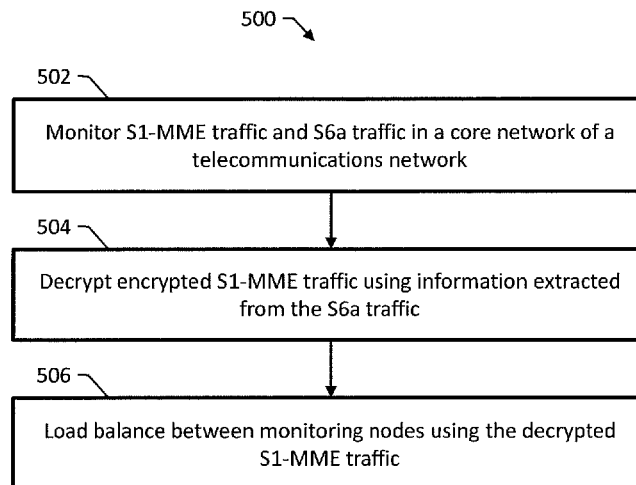 500
502
Monitor S1-MME traffic and S6a traffic in a core network of a
telecommunications network
504
Decrypt encrypted S1-MME traffic using information extracted
from the S6a traffic
506
Load balance between monitoring nodes using the decrypted
S1-MME traffic